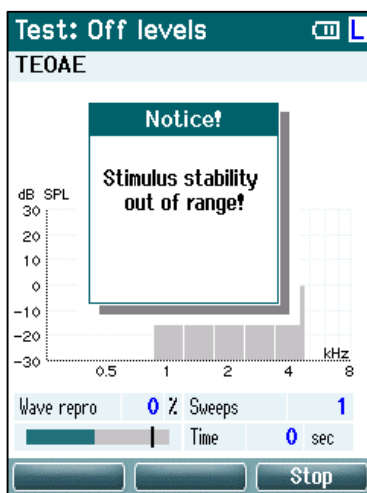 Test: Off levels L
TEOAE
Notice!
Stimulus stability
out of range!
dB SPL
30
20
10
0
-10
-20
-30
kHz
0.5 1 2 4 8
Wave repro 0 % Sweeps 1
Time 0 sec
Stop